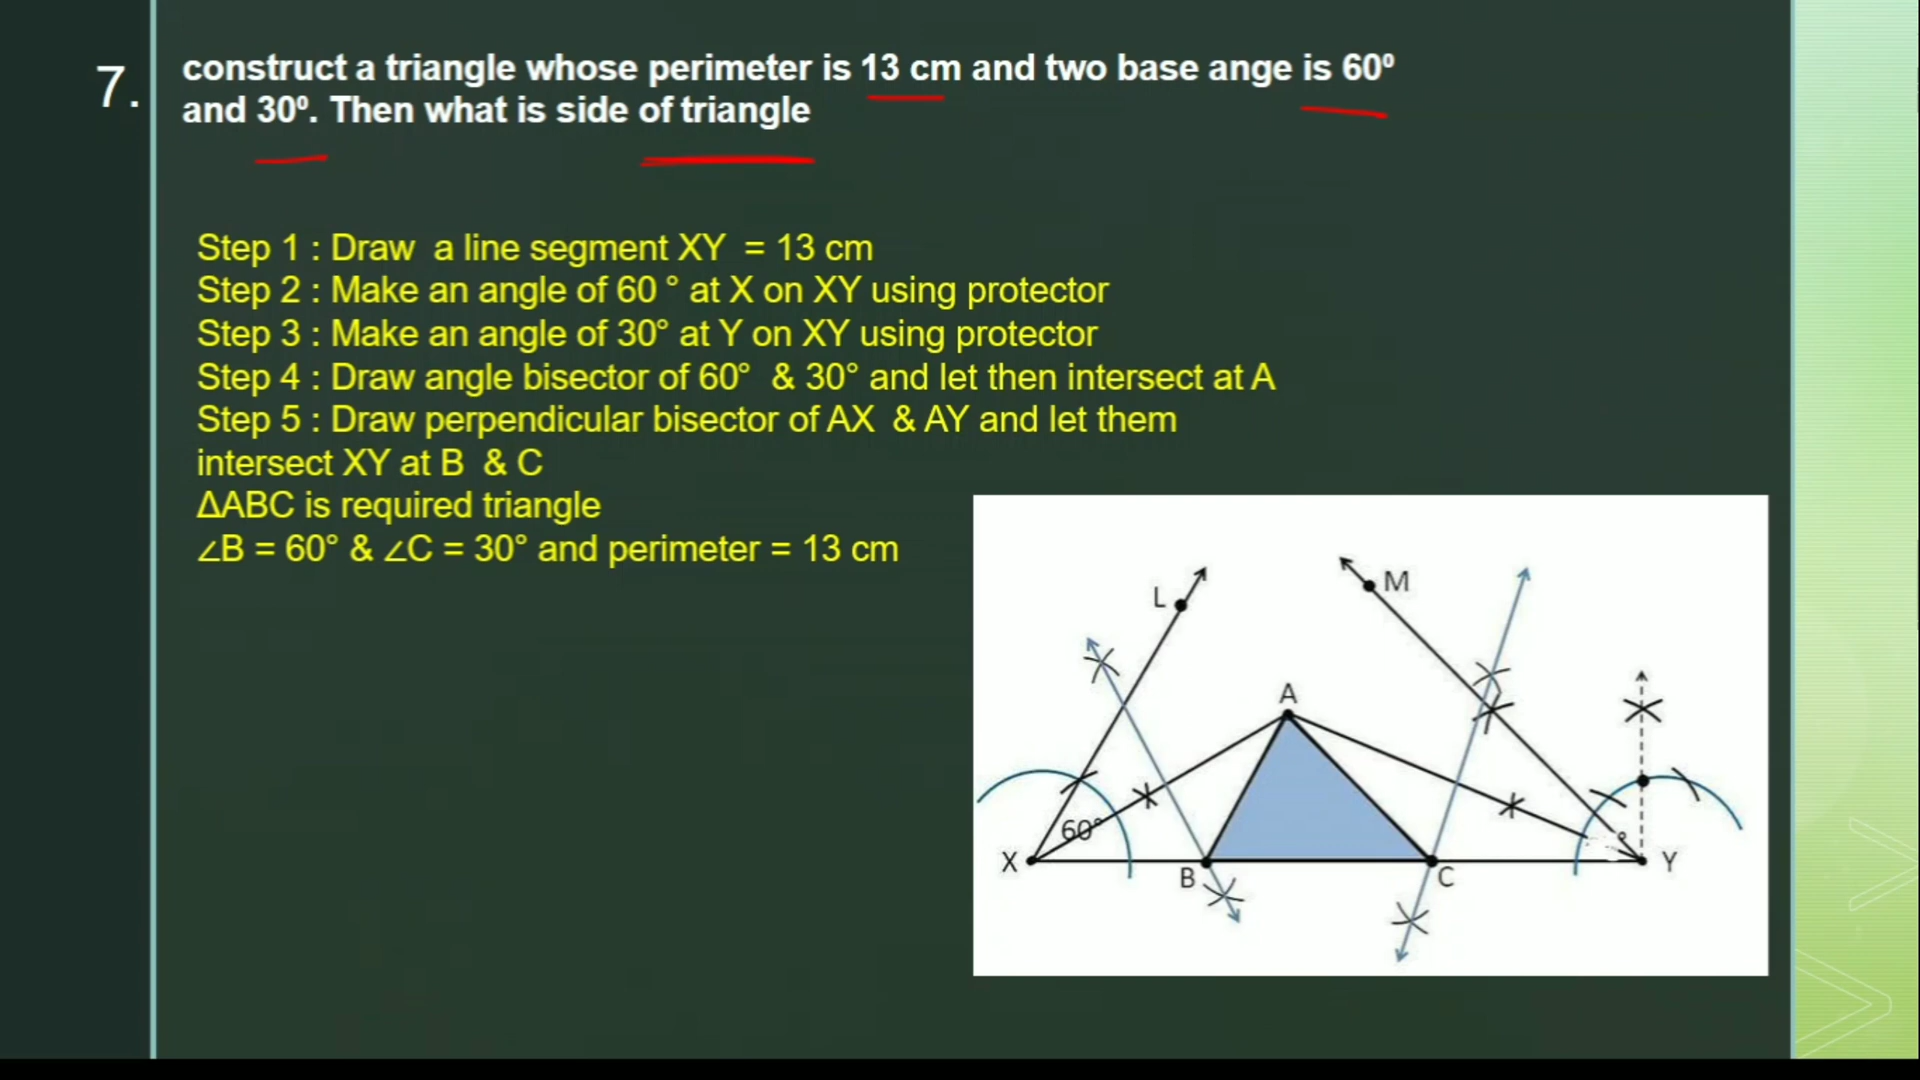 7.
construct a triangle whose perimeter is 13 cm and two base ange is 60⁰
and 30⁰. Then what is side of triangle
Step 1 : Draw a line segment XY = 13 cm
Step 2 : Make an angle of 60 ° at X on XY using protector
Step 3 : Make an angle of 30° at Y on XY using protector
Step 4 : Draw angle bisector of 60° & 30° and let then intersect at A
Step 5 : Draw perpendicular bisector of AX & AY and let them
intersect XY at B & C
ΔABC is required triangle
∠B = 60° & ∠C = 30° and perimeter = 13 cm
L
M
A
60°
X
B
C
Y